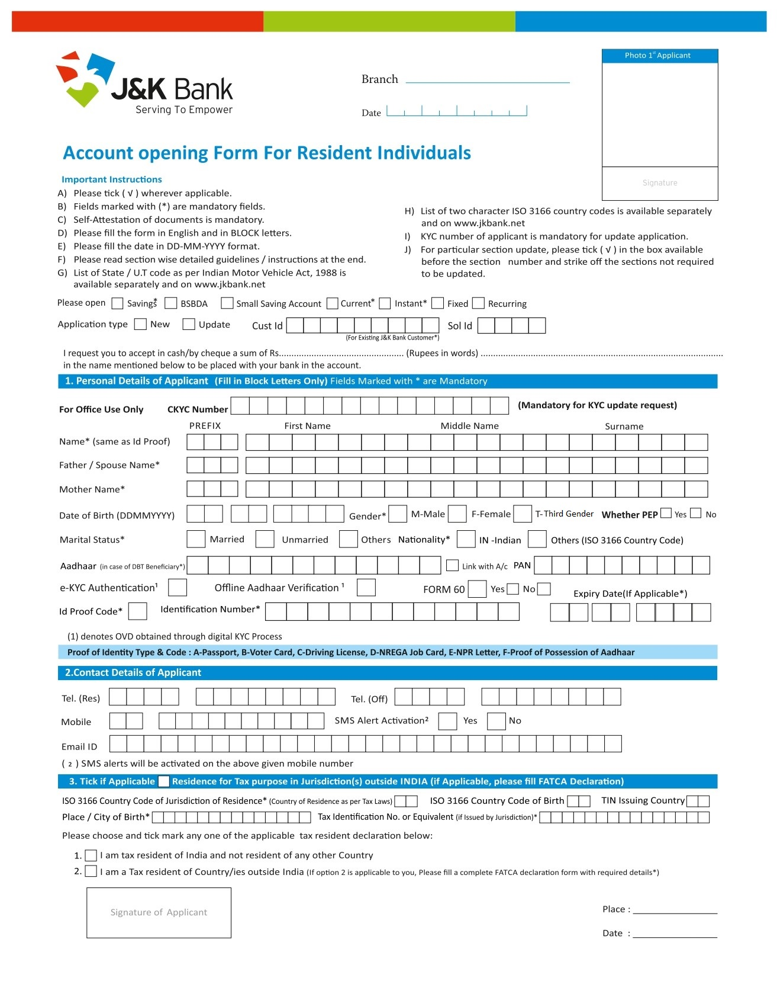 Photo 1st Applicant
J&K Bank
Serving To Empower
Branch
Date
Signature
Account opening Form For Resident Individuals
Important Instructions
A) Please tick ( √ ) wherever applicable.
B) Fields marked with (*) are mandatory fields.
C) Self-Attestation of documents is mandatory.
D) Please fill the form in English and in BLOCK letters.
E) Please fill the date in DD-MM-YYYY format.
F) Please read section wise detailed guidelines / instructions at the end.
G) List of State / U.T code as per Indian Motor Vehicle Act, 1988 is
available separately and on www.jkbank.net
H) List of two character ISO 3166 country codes is available separately
and on www.jkbank.net
I) KYC number of applicant is mandatory for update application.
J) For particular section update, please tick ( √ ) in the box available
before the section number and strike off the sections not required
to be updated.
Please open Savings* BSBDA Small Saving Account Current* Instant* Fixed Recurring
Application type New Update Cust Id Sol Id
(For Existing J&K Bank Customer*)
I request you to accept in cash/by cheque a sum of Rs............................................... (Rupees in words) ...........................................................................................
in the name mentioned below to be placed with your bank in the account.
1. Personal Details of Applicant (Fill in Block Letters Only) Fields Marked with * are Mandatory
For Office Use Only CKYC Number (Mandatory for KYC update request)
PREFIX First Name Middle Name Surname
Name* (same as Id Proof)
Father / Spouse Name*
Mother Name*
Date of Birth (DDMMYYYY) Gender* M-Male F-Female T-Third Gender Whether PEP Yes No
Marital Status* Married Unmarried Others Nationality* IN -Indian Others (ISO 3166 Country Code)
Aadhaar (in case of DBT Beneficiary*) Link with A/c PAN
e-KYC Authentication¹ Offline Aadhaar Verification ¹ FORM 60 Yes No Expiry Date(If Applicable*)
Id Proof Code* Identification Number*
(1) denotes OVD obtained through digital KYC Process
Proof of Identity Type & Code : A-Passport, B-Voter Card, C-Driving License, D-NREGA Job Card, E-NPR Letter, F-Proof of Possession of Aadhaar
2.Contact Details of Applicant
Tel. (Res) Tel. (Off)
Mobile SMS Alert Activation² Yes No
Email ID
( 2 ) SMS alerts will be activated on the above given mobile number
3. Tick if Applicable Residence for Tax purpose in Jurisdiction(s) outside INDIA (if Applicable, please fill FATCA Declaration)
ISO 3166 Country Code of Jurisdiction of Residence* (Country of Residence as per Tax Laws) ISO 3166 Country Code of Birth TIN Issuing Country
Place / City of Birth* Tax Identification No. or Equivalent (if Issued by Jurisdiction)*
Please choose and tick mark any one of the applicable tax resident declaration below:
1. I am tax resident of India and not resident of any other Country
2. I am a Tax resident of Country/ies outside India (If option 2 is applicable to you, Please fill a complete FATCA declaration form with required details*)
Signature of Applicant
Place :
Date :